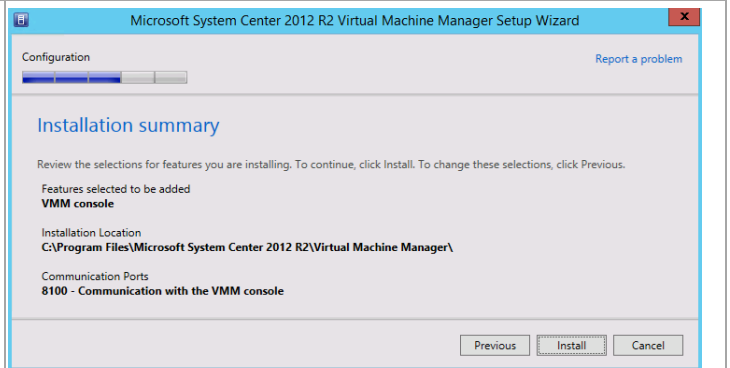 Microsoft System Center 2012 R2 Virtual Machine Manager Setup Wizard
x
Configuration
Report a problem
Installation summary
Review the selections for features you are installing. To continue, click Install. To change these selections, click Previous.
Features selected to be added
VMM console
Installation Location
C:\Program Files\Microsoft System Center 2012 R2\Virtual Machine Manager\
Communication Ports
8100 - Communication with the VMM console
Previous Install Cancel